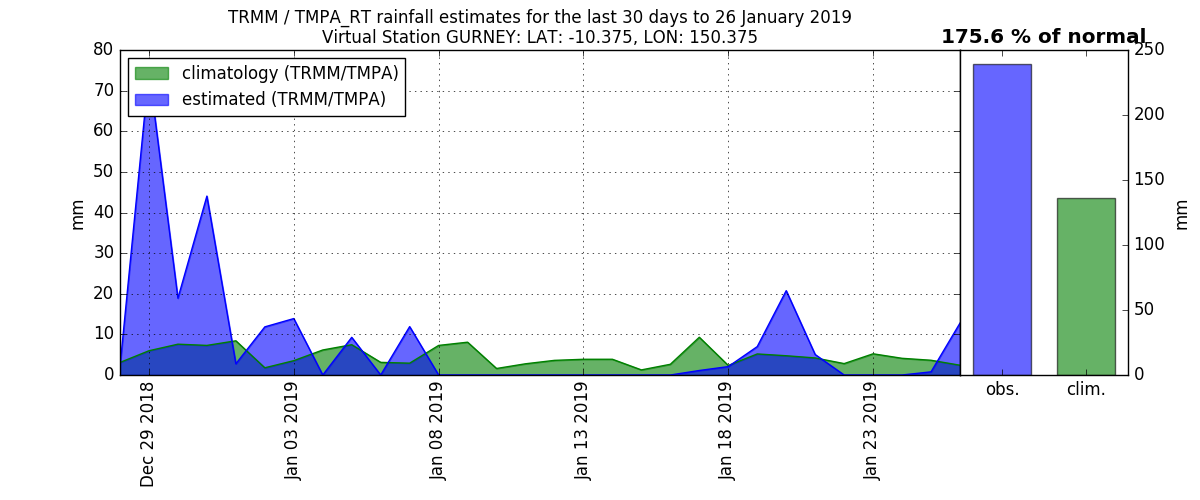 TRMM / TMPA_RT rainfall estimates for the last 30 days to 26 January 2019
Virtual Station GURNEY: LAT: -10.375, LON: 150.375
175.6 % of normal
climatology (TRMM/TMPA)
estimated (TRMM/TMPA)
80
70
60
50
40
30
20
10
0
mm
Dec 29 2018
Jan 03 2019
Jan 08 2019
Jan 13 2019
Jan 18 2019
Jan 23 2019
250
200
150
100
50
0
mm
obs.
clim.